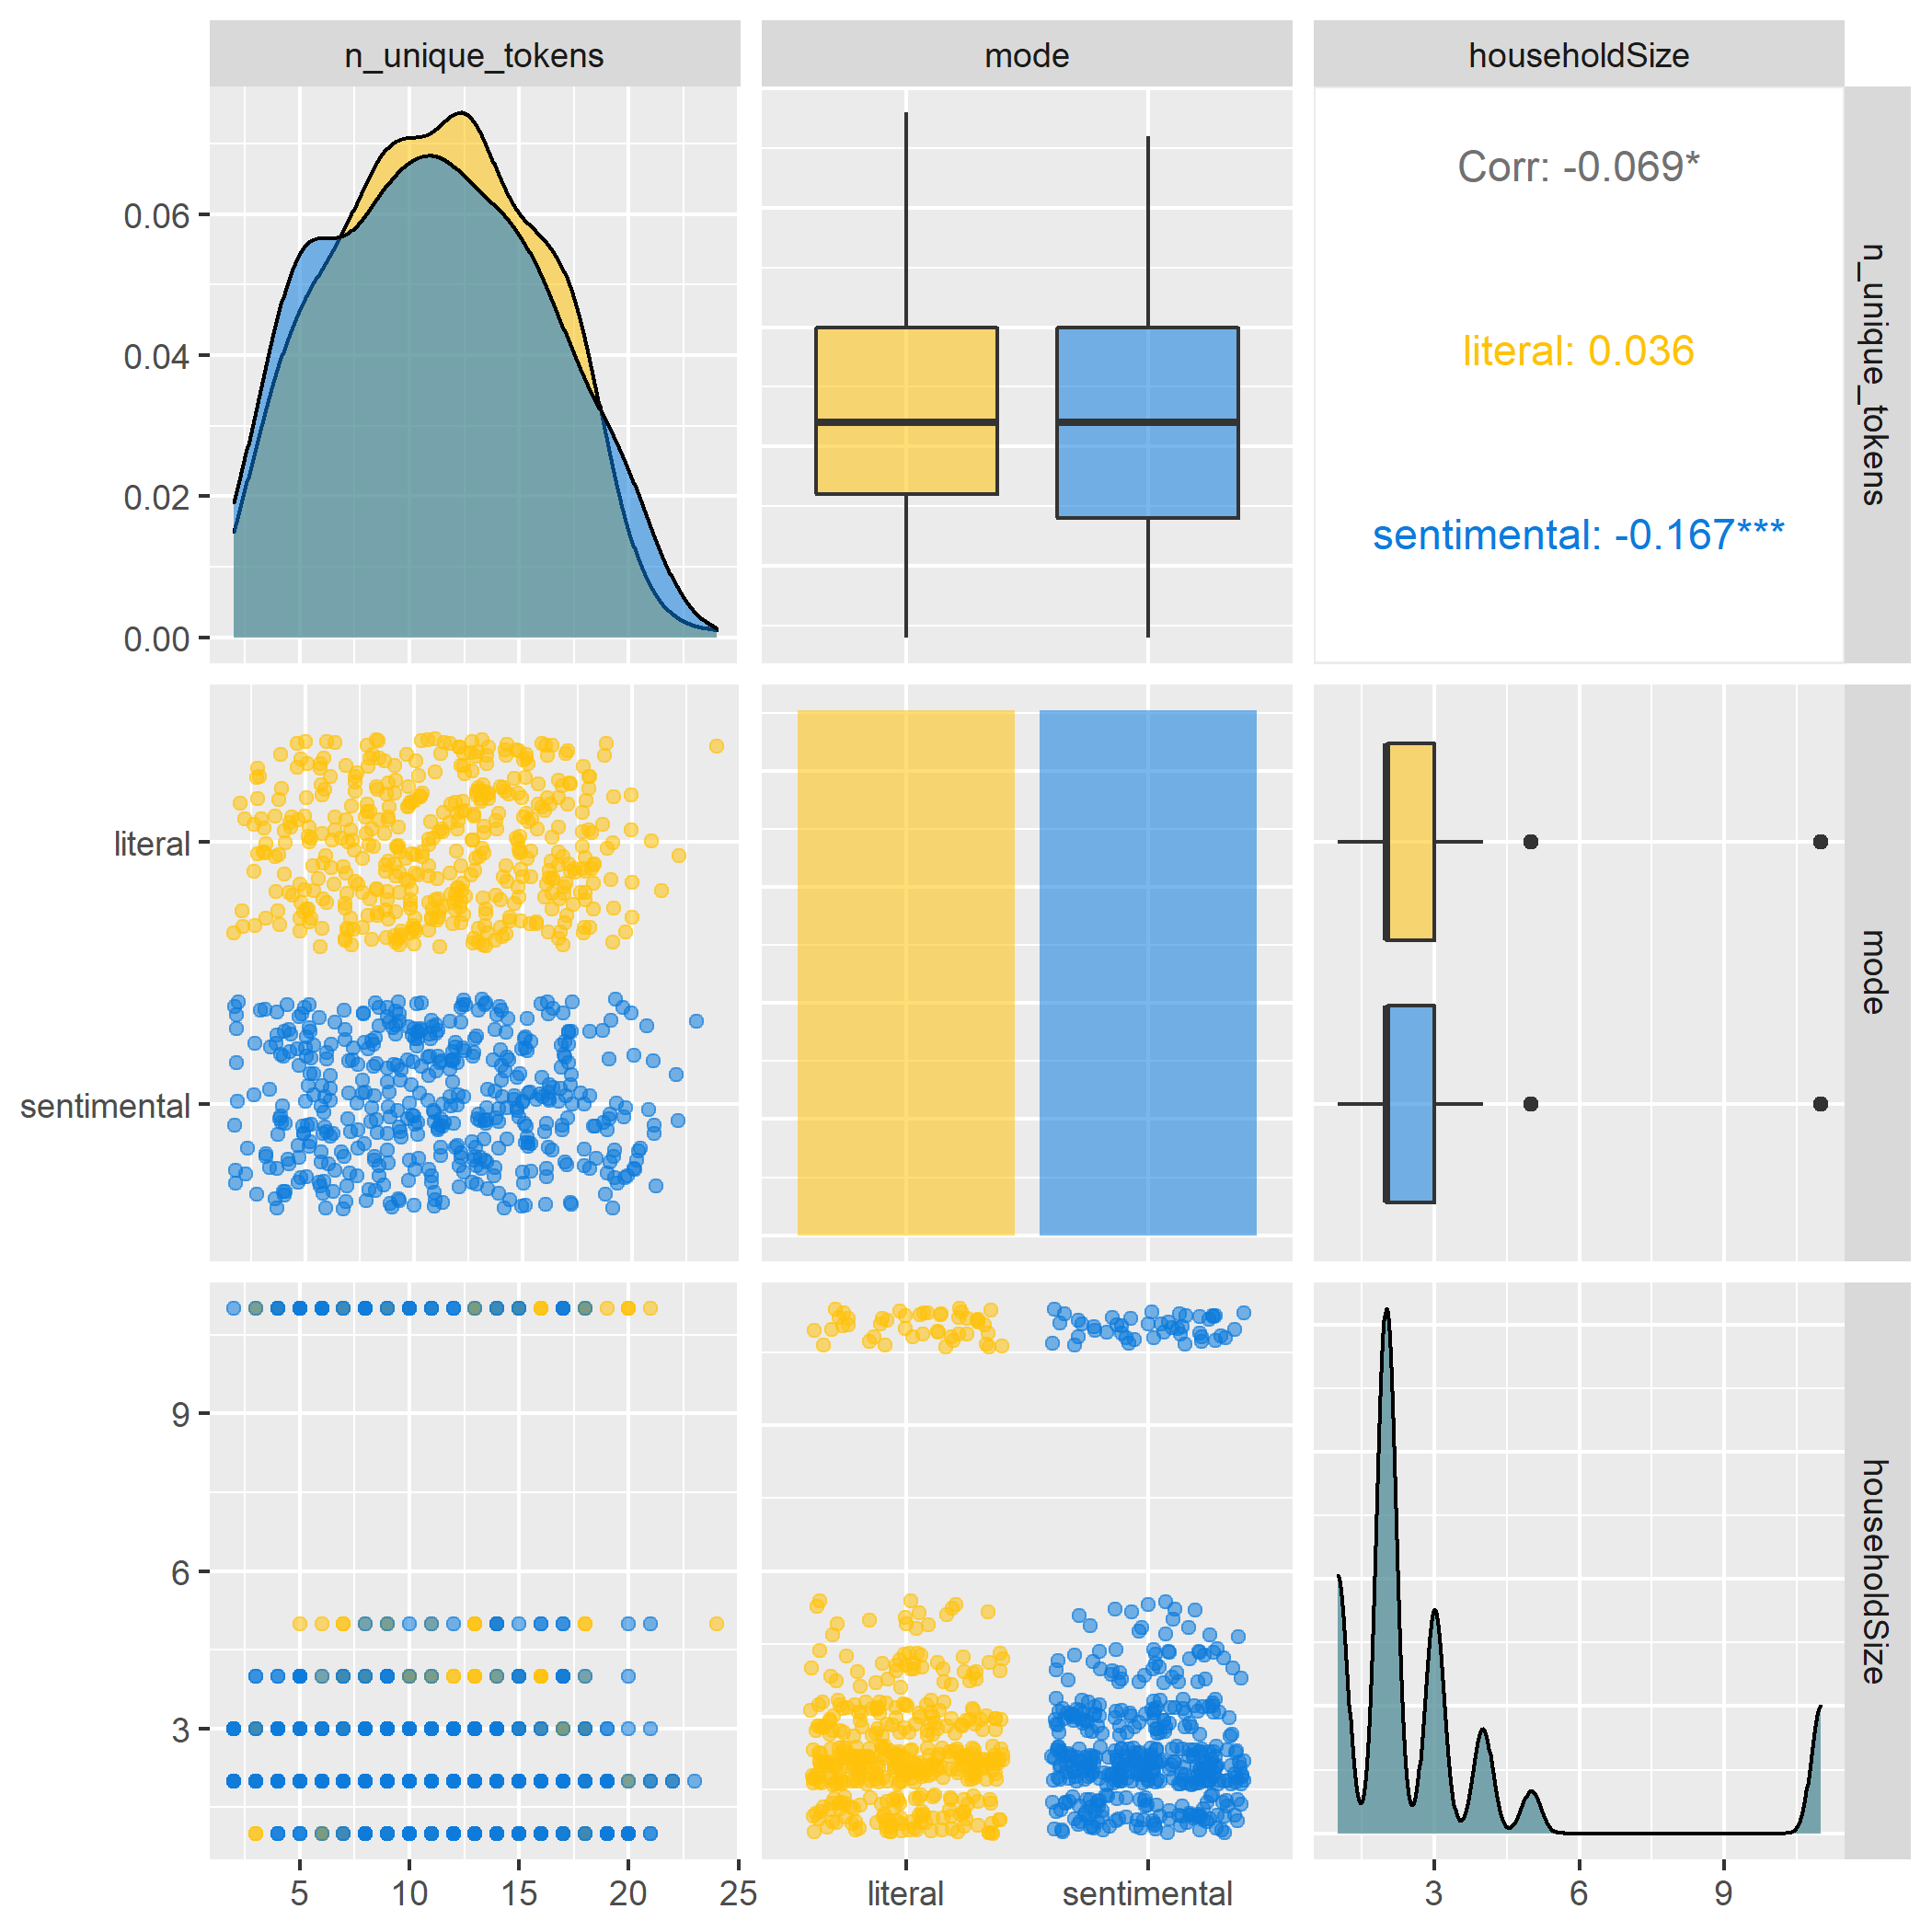 n_unique_tokens
mode
householdSize
0.06
0.04
0.02
0.00
Corr: -0.069*
literal: 0.036
sentimental: -0.167***
n_unique_tokens
literal
sentimental
mode
9
6
3
householdSize
5
10
15
20
25
literal
sentimental
3
6
9